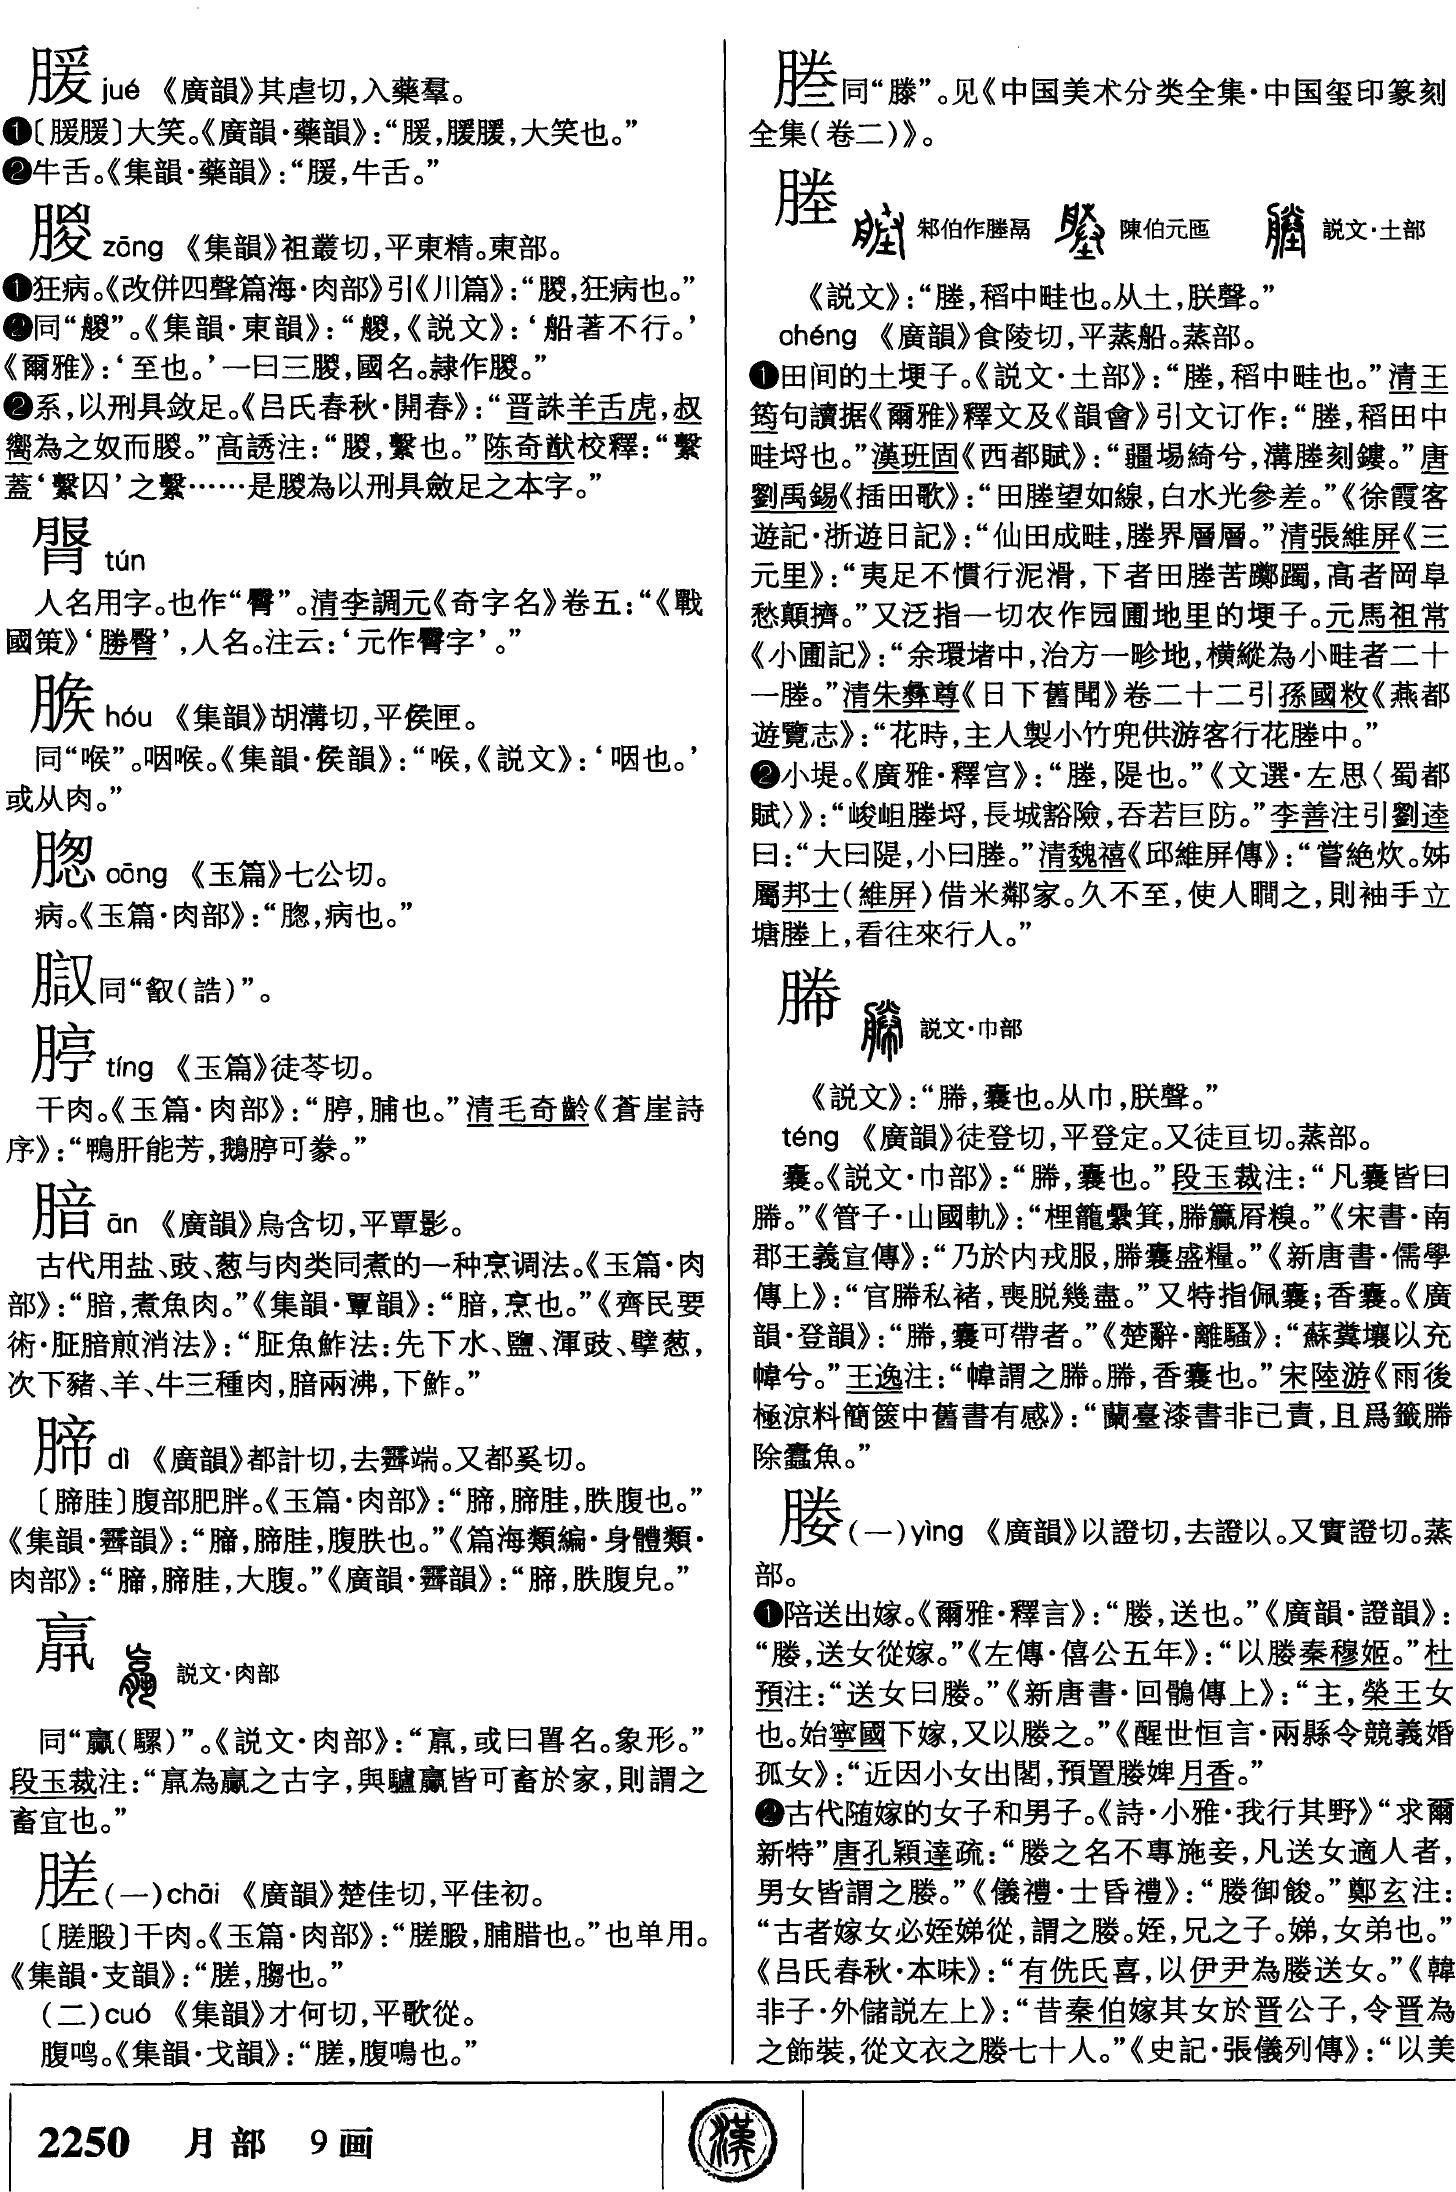 腏 jué 《廣韻》其虐切,入藥羣。
❶〔腏腏〕大笑。《廣韻·藥韻》:“腏,腏腏,大笑也。”
❷牛舌。《集韻·藥韻》:“腏,牛舌。”
朡 zōng 《集韻》祖叢切,平東精。東部。
❶狂病。《改併四聲篇海·肉部》引《川篇》:“朡,狂病也。”
❷同“艐”。《集韻·東韻》:“艐,《説文》:‘船著不行。’
《爾雅》:‘至也。’一曰三朡,國名。隷作朡。”
❷系,以刑具斂足。《吕氏春秋·開春》:“晋誅羊舌虎,叔
嚮為之奴而朡。”高誘注:“朡,繫也。”陈奇猷校釋:“繫
蓋‘繫囚’之繫……是朡為以刑具斂足之本字。”
tún
人名用字。也作“臀”。清李調元《奇字名》卷五:“《戰
國策》‘勝臀’,人名。注云:‘元作臀字’。”
𦞈 hóu 《集韻》胡溝切,平侯匣。
同“喉”。咽喉。《集韻·侯韻》:“喉,《説文》:‘咽也。’
或从肉。”
cōng 《玉篇》七公切。
病。《玉篇·肉部》:“病也。”
同“㕡(䛒)”。
tíng 《玉篇》徒苓切。
干肉。《玉篇·肉部》:“脯也。”清毛奇齡《蒼崖詩
序》:“鴨肝能芳,鵝可豢。”
腤 ān 《廣韻》烏含切,平覃影。
古代用盐、豉、葱与肉类同煮的一种烹调法。《玉篇·肉
部》:“腤,煮魚肉。”《集韻·覃韻》:“腤,烹也。”《齊民要
術·胚腤煎消法》:“胚魚鮓法:先下水、鹽、渾豉、擘葱,
次下豬、羊、牛三種肉,腤兩沸,下鮓。”
腣 dì 《廣韻》都計切,去霽端。又都奚切。
〔腣胿〕腹部肥胖。《玉篇·肉部》:“腣,腣胿,胅腹也。”
《集韻·霽韻》:“腣,腣胿,腹胅也。”《篇海類編·身體類·
肉部》:“腣,腣胿,大腹。”《廣韻·霽韻》:“腣,胅腹皃。”
説文·肉部
同“驘(騾)”。《説文·肉部》:“或曰嘼名。象形。”
段玉裁注:“為驘之古字,與驢驘皆可畜於家,則謂之
畜宜也。”
膗 (一)chāi 《廣韻》楚佳切,平佳初。
〔腶〕干肉。《玉篇·肉部》:“腶,脯腊也。”也单用。
《集韻·支韻》:“膓也。”
(二)cuó 《集韻》才何切,平歌從。
腹鸣。《集韻·戈韻》:“腹鳴也。”
同“滕”。见《中国美术分类全集·中国玺印篆刻
全集(卷二)》。
塍 邾伯作塍鬲 陳伯元匜 説文·土部
《説文》:“塍,稻中畦也。从土,朕聲。”
chéng 《廣韻》食陵切,平蒸船。蒸部。
❶田间的土埂子。《説文·土部》:“塍,稻中畦也。”清王
筠句讀据《爾雅》釋文及《韻會》引文订作:“塍,稻田中
畦埒也。”漢班固《西都賦》:“疆埸綺兮,溝塍刻鏤。”唐
劉禹錫《插田歌》:“田塍望如線,白水光參差。”《徐霞客
遊記·浙遊日記》:“仙田成畦,塍界層層。”清張維屏《三
元里》:“夷足不慣行泥滑,下者田塍苦躑躅,高者岡阜
愁顛擠。”又泛指一切农作园圃地里的埂子。元馬祖常
《小圃記》:“余環堵中,治方一畛地,横縱為小畦者二十
一塍。”清朱彝尊《日下舊聞》卷二十二引孫國敉《燕都
遊覽志》:“花時,主人製小竹兜供游客行花塍中。”
❷小堤。《廣雅·釋宫》:“塍,隄也。”《文選·左思〈蜀都
賦〉》:“峻岨塍埒,長城豁險,吞若巨防。”李善注引劉逵
曰:“大曰隄,小曰塍。”清魏禧《邱維屏傳》:“嘗絶炊。姊
屬邦士(維屏)借米鄰家。久不至,使人瞯之,則袖手立
塘塍上,看往來行人。”
幐 説文·巾部
《説文》:“幐,囊也。从巾,朕聲。”
téng 《廣韻》徒登切,平登定。又徒亘切。蒸部。
囊。《説文·巾部》:“幐,囊也。”段玉裁注:“凡囊皆曰
幐。”《管子·山國軌》:“梩籠纍箕,幐籯屑糗。”《宋書·南
郡王義宣傳》:“乃於内戎服,幐囊盛糧。”《新唐書·儒學
傳上》:“官幐私褚,喪脱幾盡。”又特指佩囊;香囊。《廣
韻·登韻》:“幐,囊可帶者。”《楚辭·離騷》:“蘇糞壤以充
幃兮。”王逸注:“幃謂之幐。幐,香囊也。”宋陸游《雨後
極涼料簡篋中舊書有感》:“蘭臺漆書非己責,且爲籤幐
除蠹魚。”
媵 (一)yìng 《廣韻》以證切,去證以。又實證切。蒸
部。
❶陪送出嫁。《爾雅·釋言》:“媵,送也。”《廣韻·證韻》:
“媵,送女從嫁。”《左傳·僖公五年》:“以媵秦穆姬。”杜
預注:“送女曰媵。”《新唐書·回鶻傳上》:“主,榮王女
也。始寧國下嫁,又以媵之。”《醒世恒言·兩縣令競義婚
孤女》:“近因小女出閣,預置媵婢月香。”
❷古代随嫁的女子和男子。《詩·小雅·我行其野》“求爾
新特”唐孔穎達疏:“媵之名不專施妾,凡送女適人者,
男女皆謂之媵。”《儀禮·士昏禮》:“媵御餕。”鄭玄注:
“古者嫁女必姪娣從,謂之媵。姪,兄之子。娣,女弟也。”
《吕氏春秋·本味》:“有侁氏喜,以伊尹為媵送女。”《韓
非子·外儲説左上》:“昔秦伯嫁其女於晋公子,令晋為
之飾裝,從文衣之媵七十人。”《史記·張儀列傳》:“以美
2250 月部 9画
漢